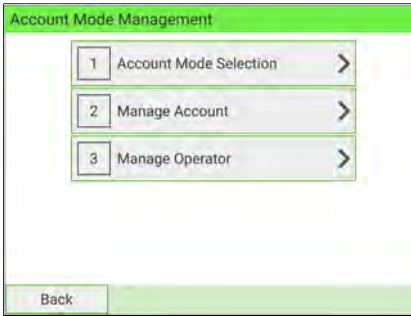 Account Mode Management
1 Account Mode Selection
2 Manage Account
3 Manage Operator
Back